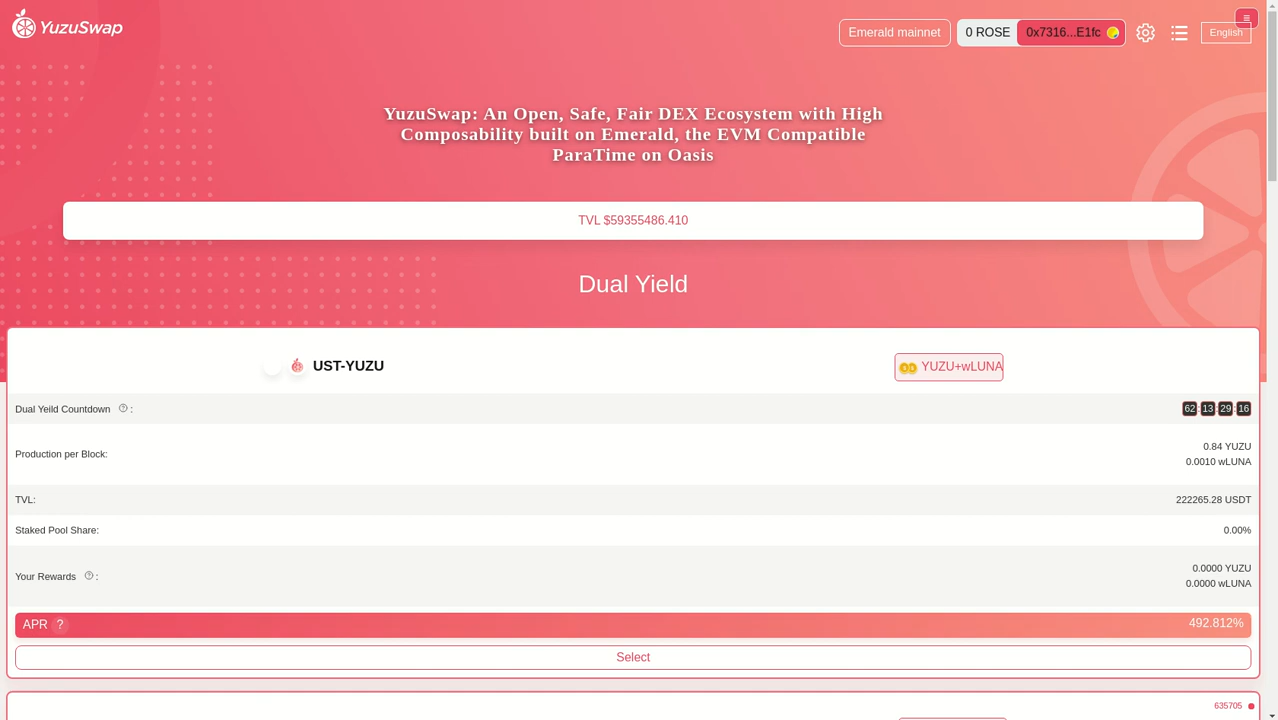 YuzuSwap
Emerald mainnet
0 ROSE
0x7316...E1fc
≡
English
YuzuSwap: An Open, Safe, Fair DEX Ecosystem with High
Composability built on Emerald, the EVM Compatible
ParaTime on Oasis
TVL $59355486.410
Dual Yield
UST-YUZU
YUZU+wLUNA
Dual Yeild Countdown ? :
62 : 13 : 29 : 16
Production per Block:
0.84 YUZU
0.0010 wLUNA
TVL:
222265.28 USDT
Staked Pool Share:
0.00%
Your Rewards ? :
0.0000 YUZU
0.0000 wLUNA
APR ?
492.812%
Select
635705